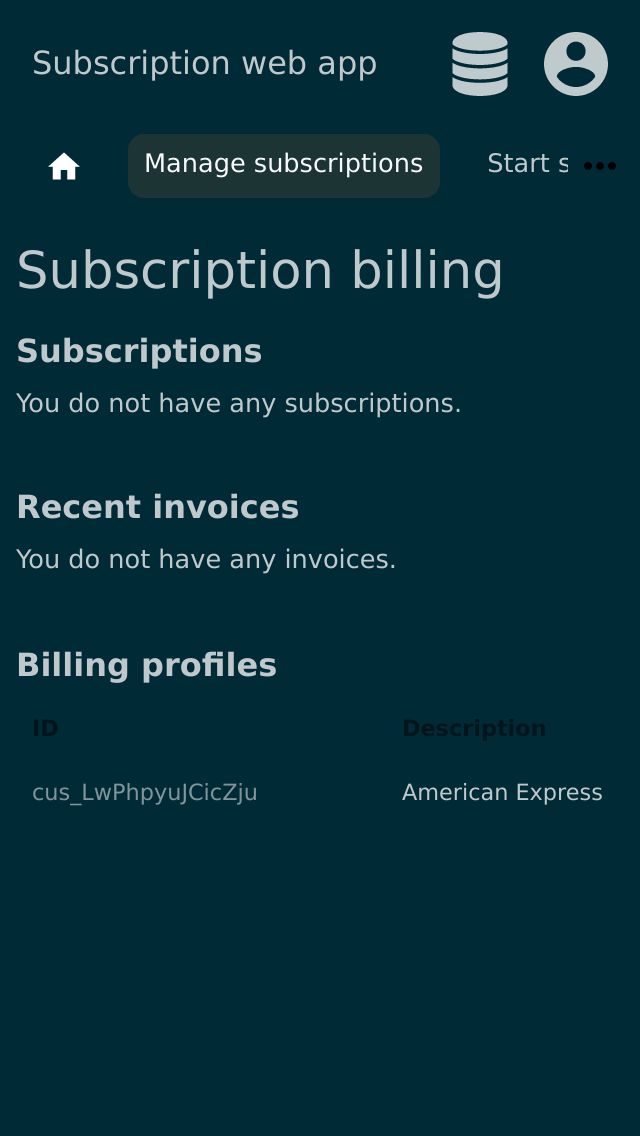 Subscription web app
Manage subscriptions
Start s
Subscription billing
Subscriptions
You do not have any subscriptions.
Recent invoices
You do not have any invoices.
Billing profiles
ID Description
cus_LwPhpyuJCicZju American Express